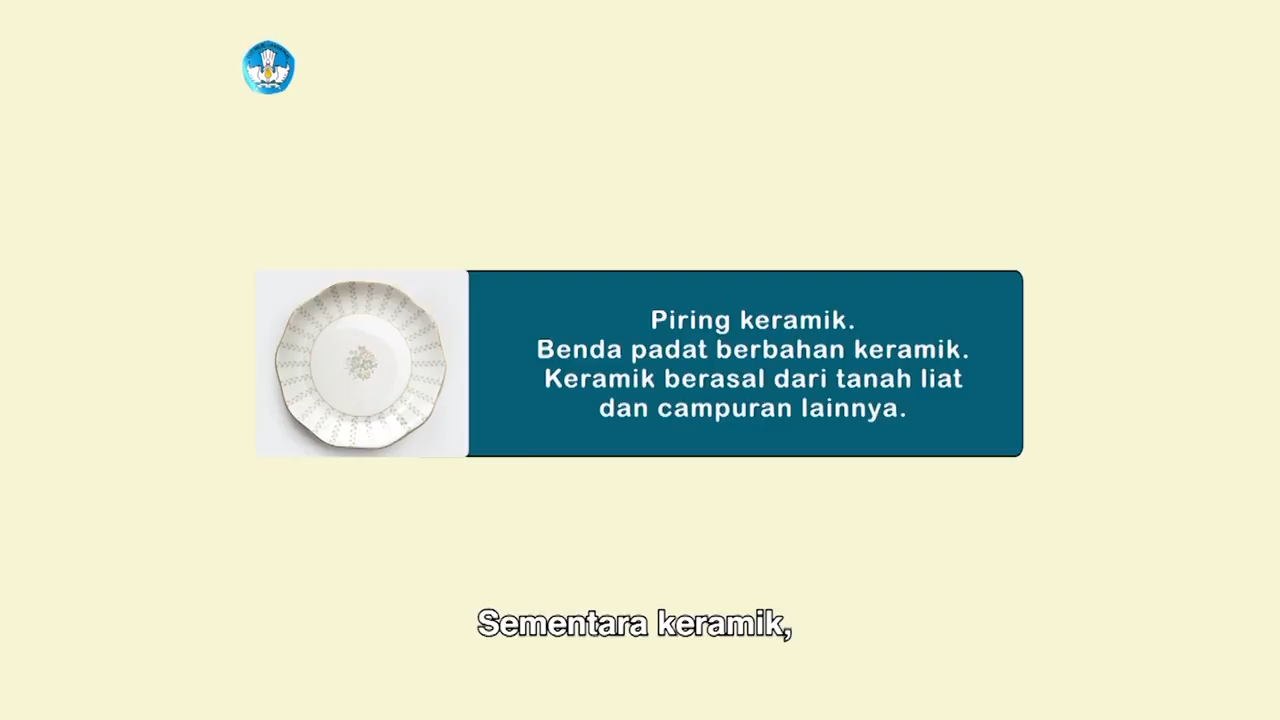 Piring keramik.
Benda padat berbahan keramik.
Keramik berasal dari tanah liat
dan campuran lainnya.
Sementara keramik,